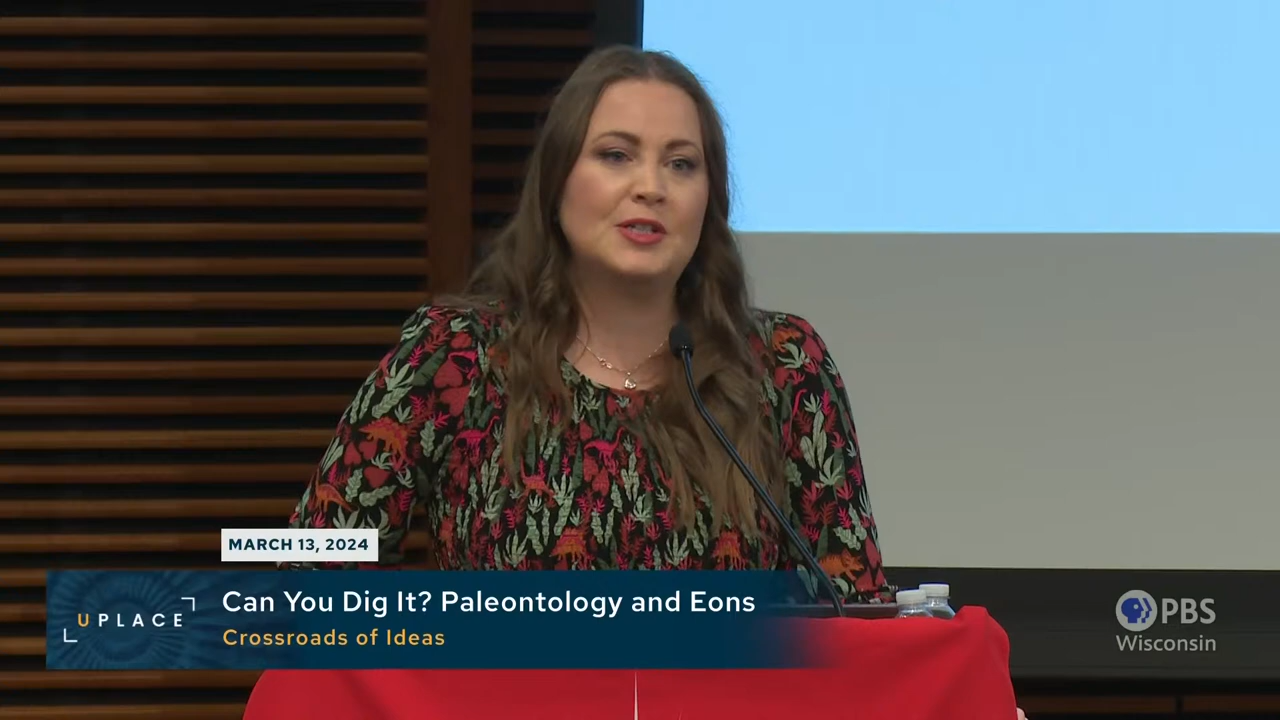 MARCH 13, 2024
UPLACE
Can You Dig It? Paleontology and Eons
Crossroads of Ideas
PBS
Wisconsin